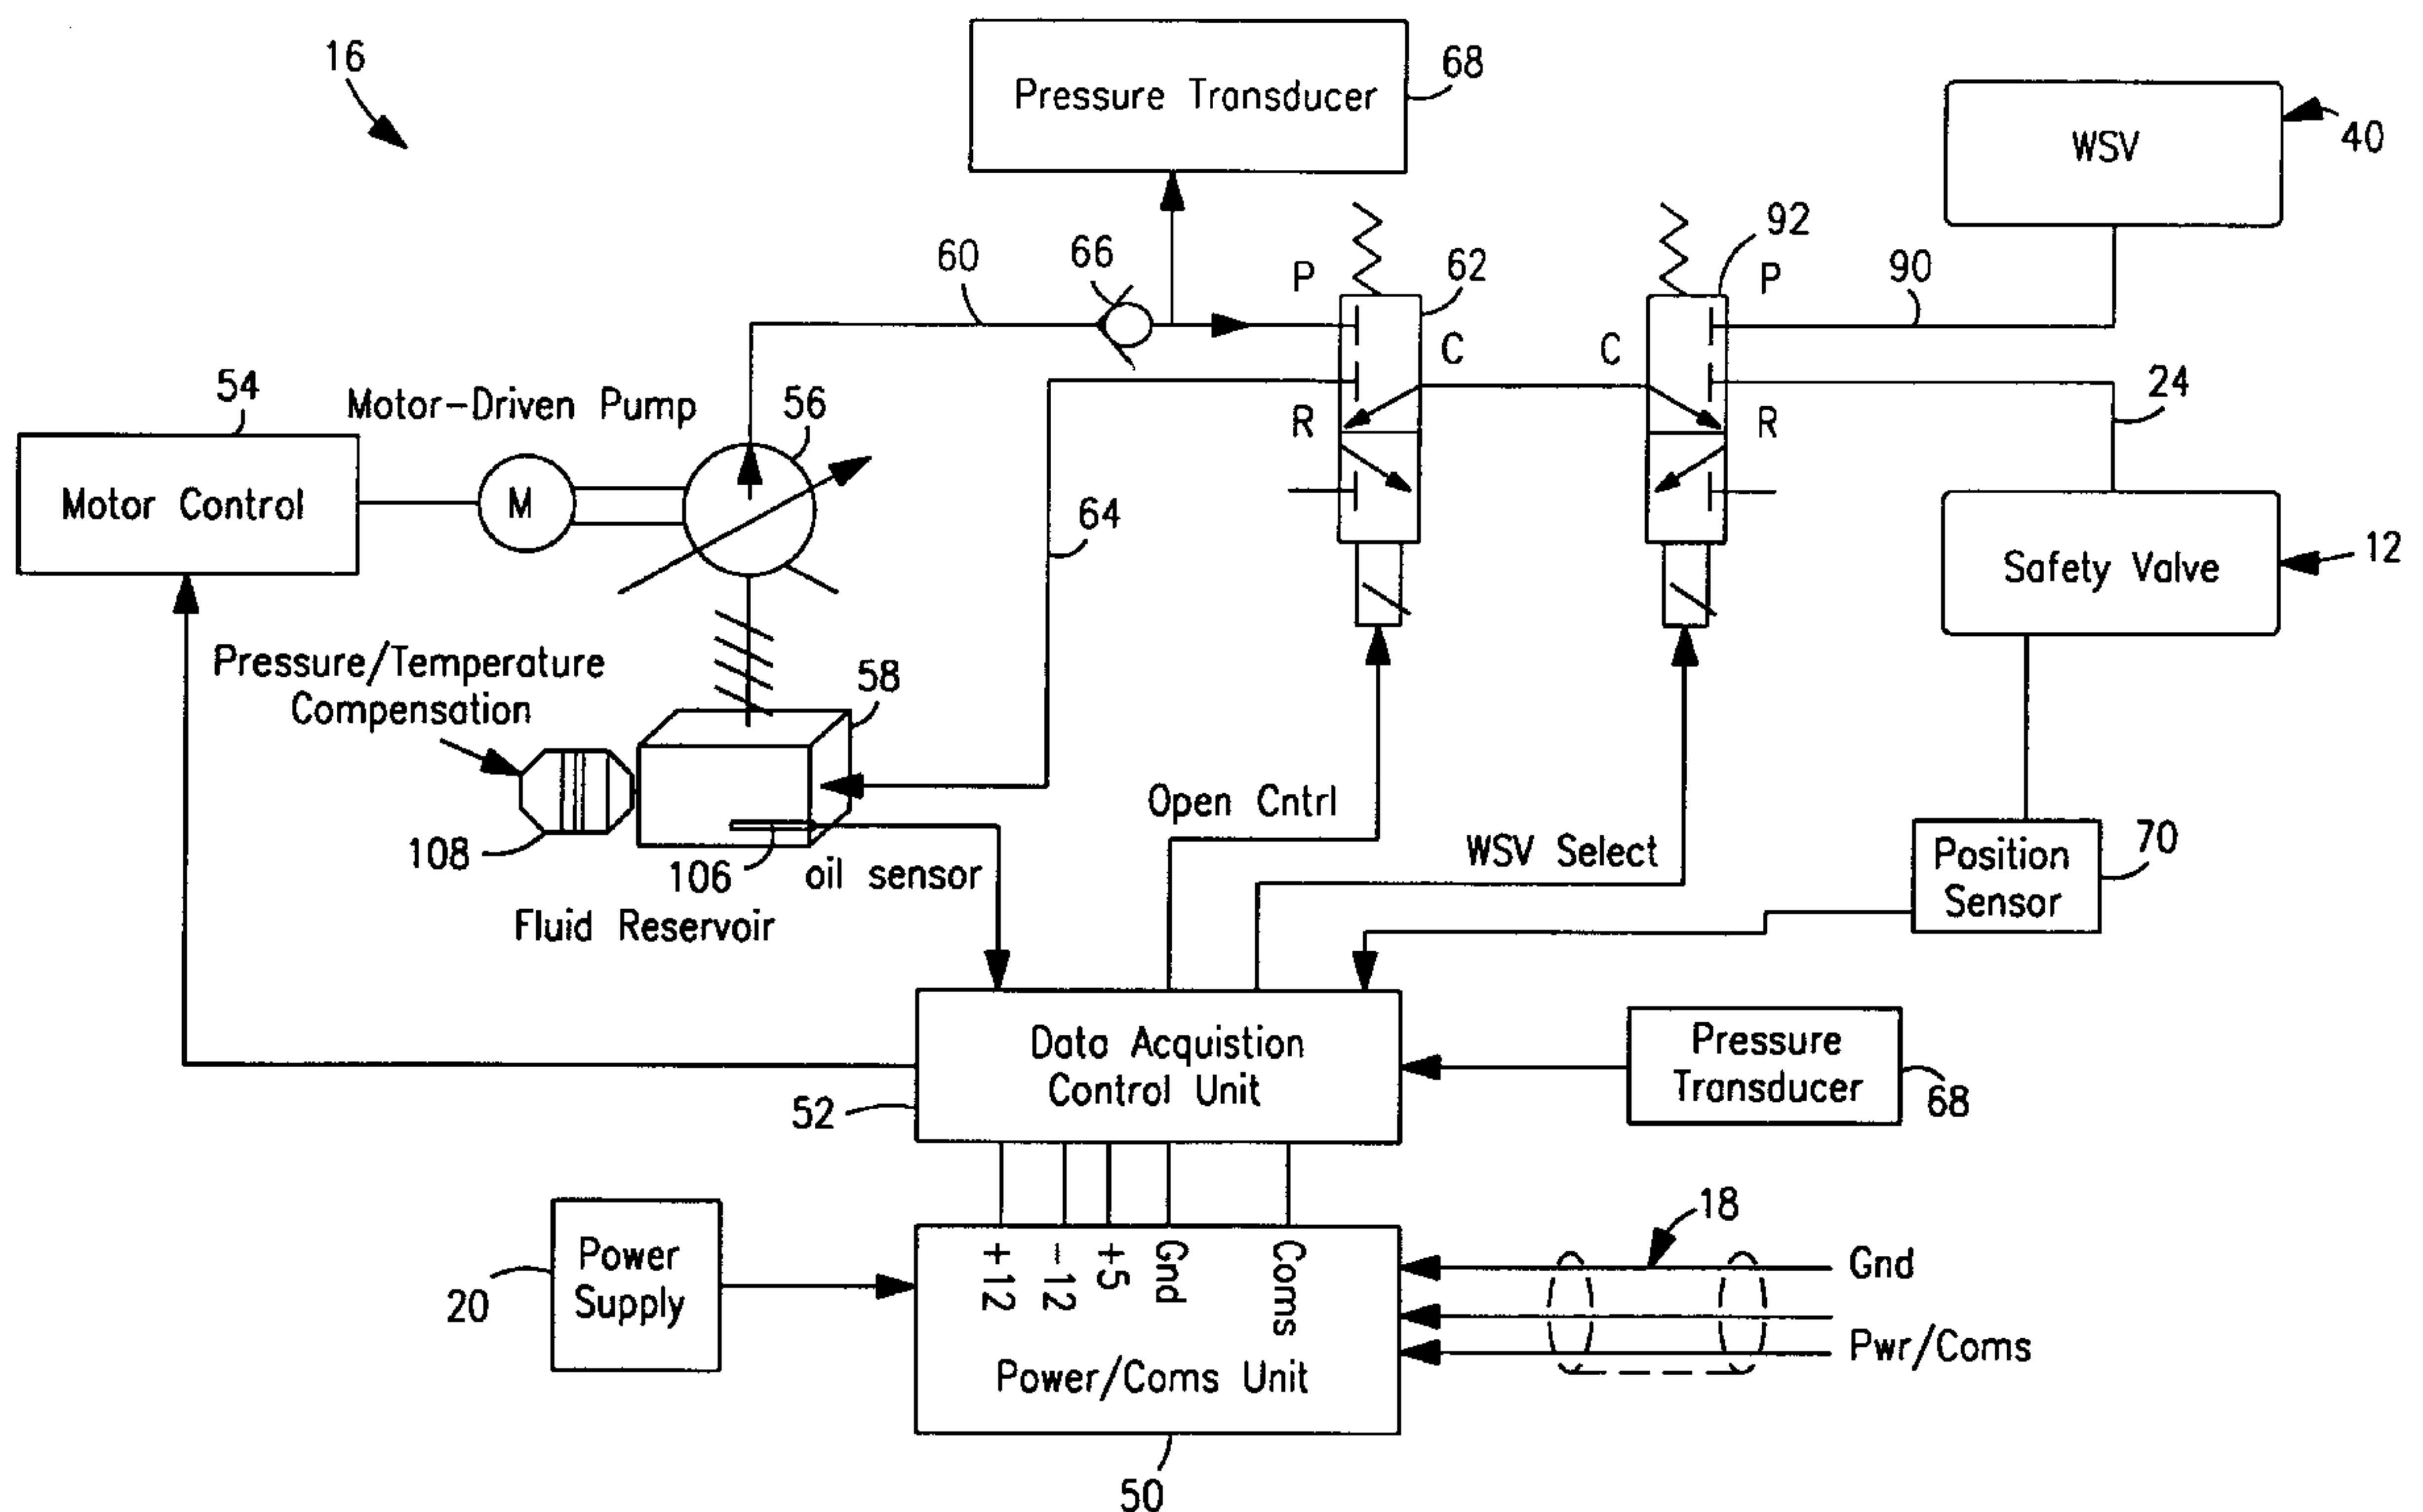 16
Pressure Transducer
68
WSV
40
92
60
66
P
62
P
90
C
C
54
Motor-Driven Pump
56
R
R
24
Motor Control
M
64
Safety Valve
12
Pressure/Temperature
Compensation
58
Open Cntrl
108
106
oil sensor
WSV Select
Position
Sensor
70
Fluid Reservoir
Data Acquistion
Control Unit
52
Pressure
Transducer
68
Power
Supply
20
+12
-12
+5
Gnd
Coms
Power/Coms Unit
18
Gnd
Pwr/Coms
50